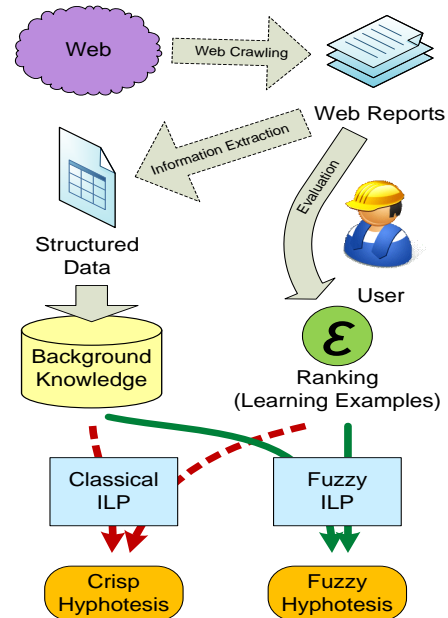 Web
Web Crawling
Web Reports
Information Extraction
Evaluation
Structured
Data
User
Background
Knowledge
ε
Ranking
(Learning Examples)
Classical
ILP
Fuzzy
ILP
Crisp
Hyphotesis
Fuzzy
Hyphotesis